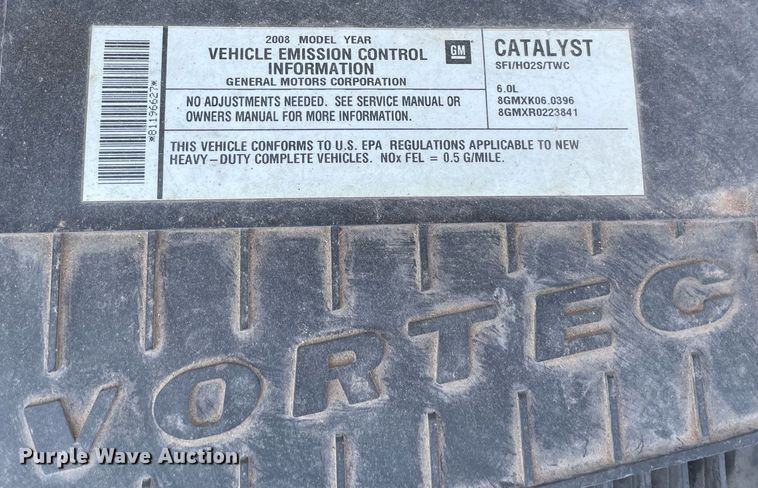 2008 MODEL YEAR
VEHICLE EMISSION CONTROL
INFORMATION
GENERAL MOTORS CORPORATION
GM
NO ADJUSTMENTS NEEDED. SEE SERVICE MANUAL OR
OWNERS MANUAL FOR MORE INFORMATION.
CATALYST
SFI/HO2S/TWC
6.0L
8GMXK06.0396
8GMXR0223841
THIS VEHICLE CONFORMS TO U.S. EPA REGULATIONS APPLICABLE TO NEW
HEAVY-DUTY COMPLETE VEHICLES. NOx FEL = 0.5 G/MILE.
*81196627*
VORTEC
Purple Wave Auction